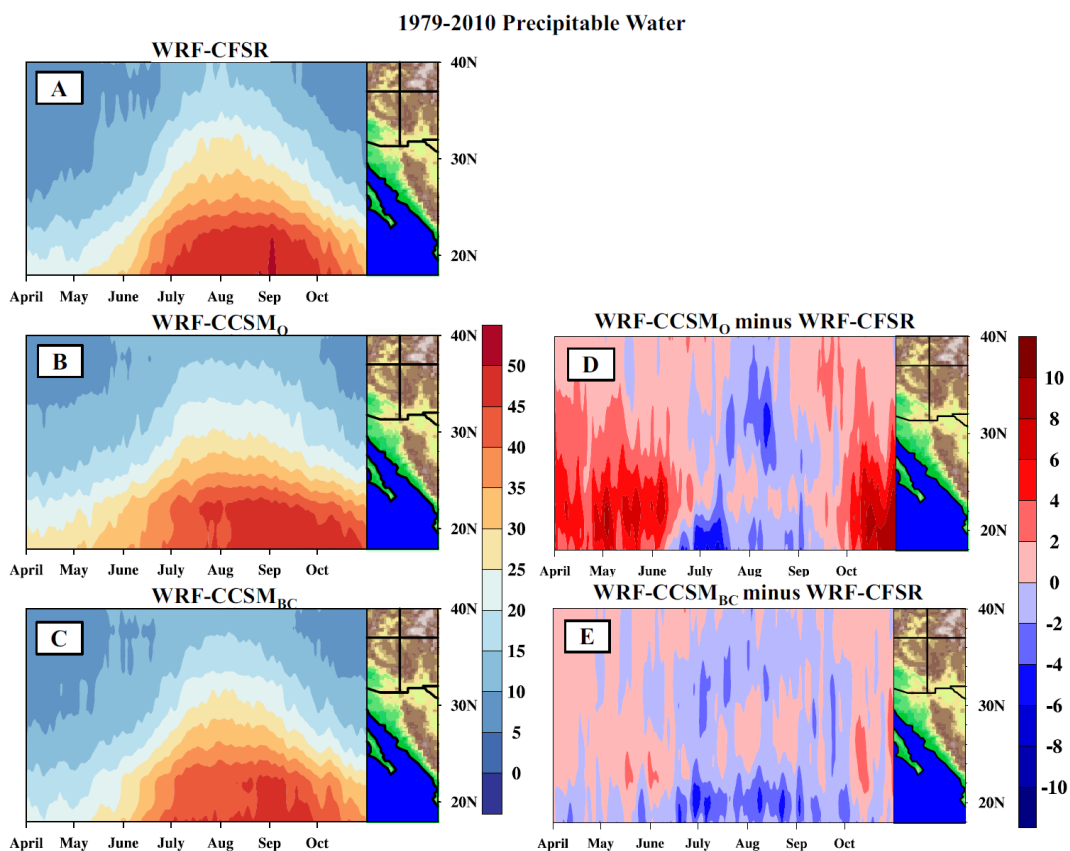 1979-2010 Precipitable Water
WRF-CFSR
A
40N
30N
20N
April May June July Aug Sep Oct
WRF-CCSM_O
B
40N
30N
20N
April May June July Aug Sep Oct
50
45
40
35
30
25
20
15
10
5
0
WRF-CCSM_O minus WRF-CFSR
D
40N
30N
20N
April May June July Aug Sep Oct
10
8
6
4
2
0
-2
-4
-6
-8
-10
WRF-CCSM_BC
C
40N
30N
20N
April May June July Aug Sep Oct
WRF-CCSM_BC minus WRF-CFSR
E
40N
30N
20N
April May June July Aug Sep Oct